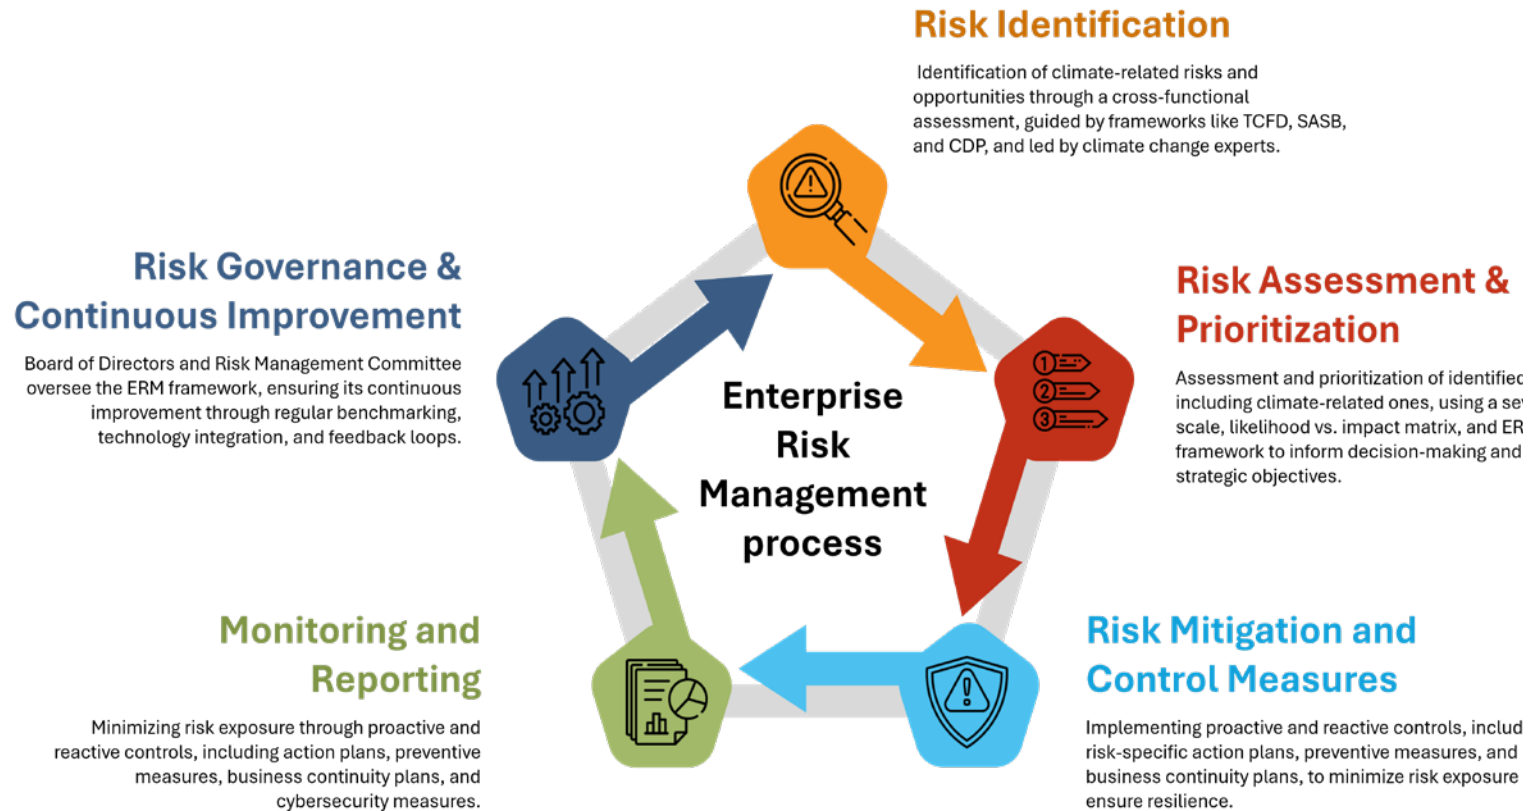 Risk Identification
Identification of climate-related risks and
opportunities through a cross-functional
assessment, guided by frameworks like TCFD, SASB,
and CDP, and led by climate change experts.
Risk Governance &
Continuous Improvement
Board of Directors and Risk Management Committee
oversee the ERM framework, ensuring its continuous
improvement through regular benchmarking,
technology integration, and feedback loops.
Risk Assessment &
Prioritization
Assessment and prioritization of identified
including climate-related ones, using a
scale, likelihood vs. impact matrix, and
framework to inform decision-making and
strategic objectives.
1
2
3
Enterprise
Risk
Management
process
Monitoring and
Reporting
Minimizing risk exposure through proactive and
reactive controls, including action plans, preventive
measures, business continuity plans, and
cybersecurity measures.
Risk Mitigation and
Control Measures
Implementing proactive and reactive controls,
risk-specific action plans, preventive measures, and
business continuity plans, to minimize risk exposure
ensure resilience.